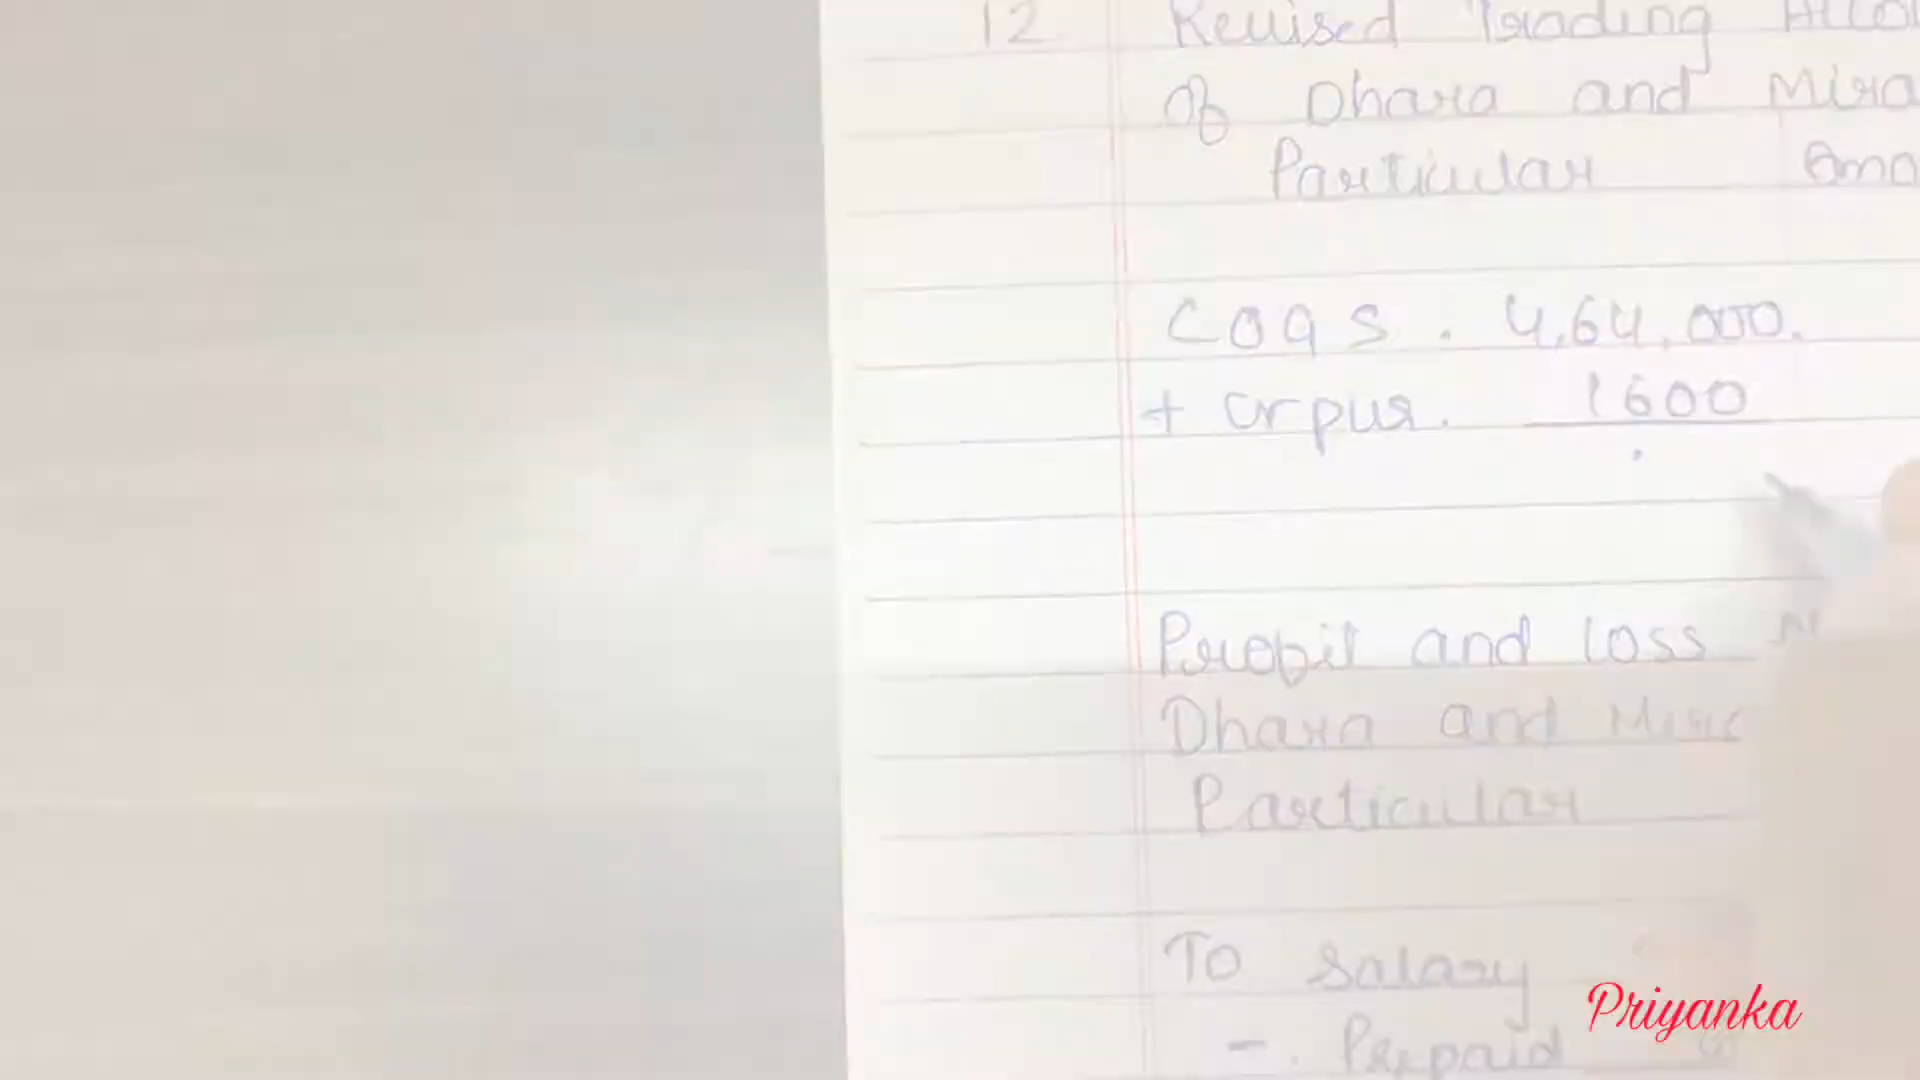 12 Revised Trading
of Dhara and Mira
Particular Amo
COGS . 4,64,000.
+ 1600
Profit and loss
Dhara and
Particular
To Salary
Priyanka
-. Prepaid